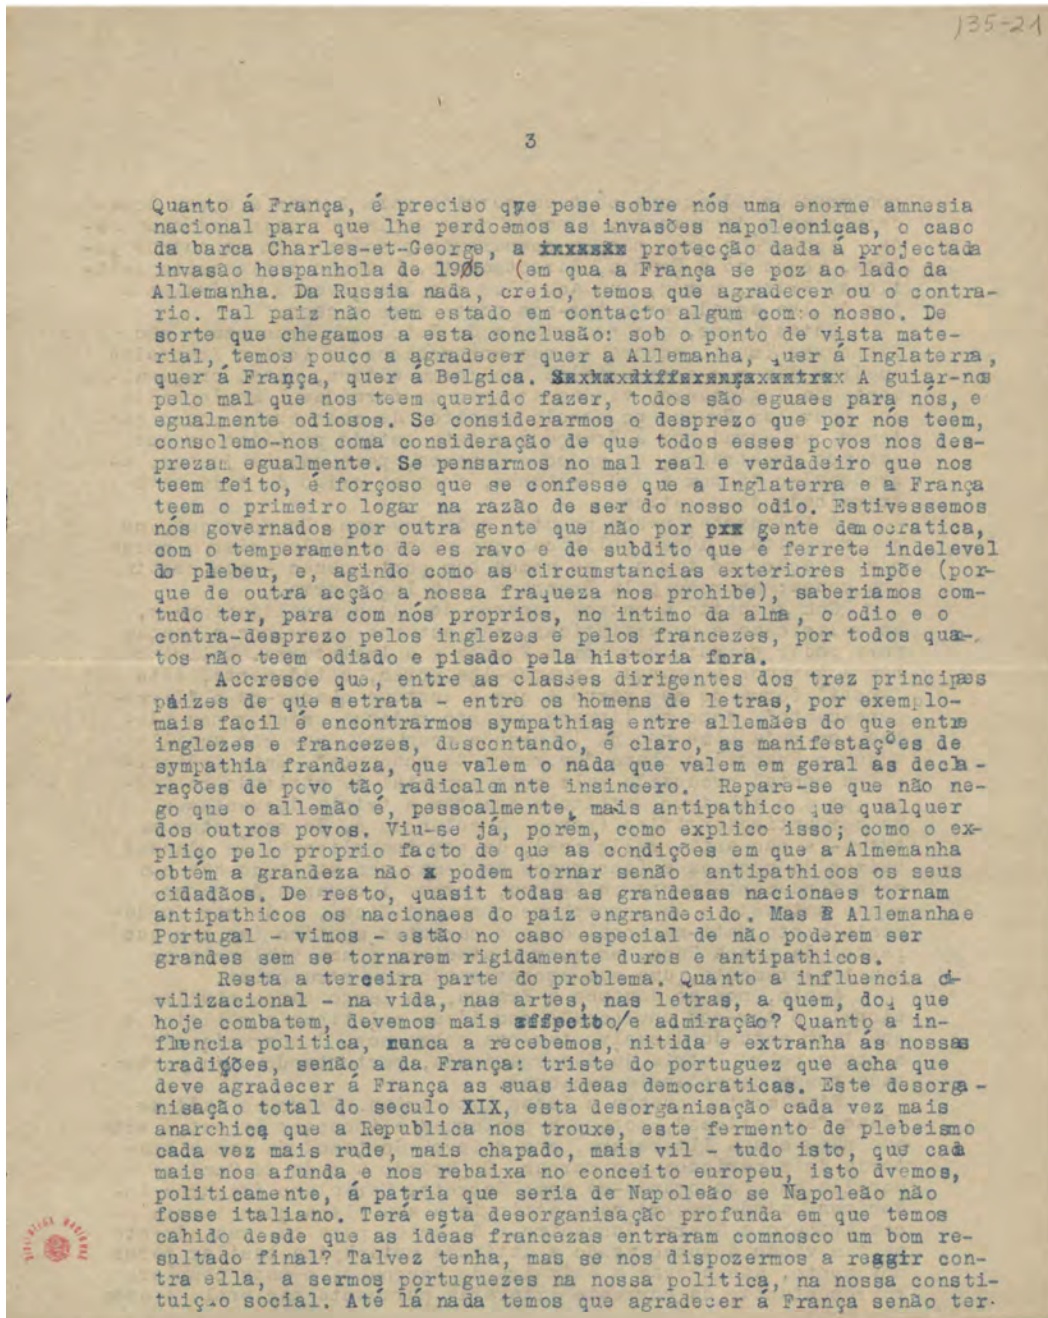 135-21
3
Quanto á França, é preciso que pese sobre nós uma enorme amnesia
nacional para que lhe perdoemos as invasões napoleonicas, o caso
da barca Charles-et-George, a protecção dada á projectada
invasão hespanhola de 1905 (em qua a França se poz ao lado da
Allemanha. Da Russia nada, creio, temos que agradecer ou o contra-
rio. Tal paiz não tem estado em contacto algum com o nosso. De
sorte que chegamos a esta conclusão: sob o ponto de vista mate-
rial, temos pouco a agradecer quer a Allemanha, quer á Inglaterra,
quer á França, quer á Belgica. A guiar-nos
pelo mal que nos teem querido fazer, todos são eguaes para nós, e
egualmente odiosos. Se considerarmos o desprezo que por nós teem,
consolemo-nos coma consideração de que todos esses povos nos des-
prezam egualmente. Se pensarmos no mal real e verdadeiro que nos
teem feito, é forçoso que se confesse que a Inglaterra e a França
teem o primeiro logar na razão de ser do nosso odio. Estivessemos
nós governados por outra gente que não por gente democratica,
com o temperamento de es ravo e de subdito que é ferrete indelevel
do plebeu, e, agindo como as circumstancias exteriores impõe (por-
que de outra acção a nossa fraqueza nos prohibe), saberiamos com-
tudo ter, para com nós proprios, no intimo da alma, o odio e o
contra-desprezo pelos inglezes e pelos francezes, por todos quan-
tos não teem odiado e pisado pela historia fora.
Accresce que, entre as classes dirigentes dos trez principaes
páizes de que setrata - entre os homens de letras, por exemplo-
mais facil é encontrarmos sympathias entre allemães do que entre
inglezes e francezes, descontando, é claro, as manifestações de
sympathia frandeza, que valem o nada que valem em geral as decla-
rações de povo tão radicalmnte insincero. Repare-se que não ne-
go que o allemão é, pessoalmente, mais antipathico que qualquer
dos outros povos. Viu-se já, porém, como explico isso; como o ex-
plico pelo proprio facto de que as condições em que a Almemanha
obtém a grandeza não podem tornar senão antipathicos os seus
cidadãos. De resto, quasit todas as grandesas nacionaes tornam
antipathicos os nacionaes do paiz engrandecido. Mas Allemanhae
Portugal - vimos - estão no caso especial de não poderem ser
grandes sem se tornarem rigidamente duros e antipathicos.
Resta a terceira parte do problema. Quanto a influencia ci-
vilizacional - na vida, nas artes, nas letras, a quem, dos que
hoje combatem, devemos mais affpeito/e admiração? Quanto a in-
fluencia politica, nunca a recebemos, nitida e extranha ás nossas
tradições, senão a da França: triste do portuguez que acha que
deve agradecer á França as suas ideas democraticas. Este desorga-
nisação total do seculo XIX, esta desorganisação cada vez mais
anarchica que a Republica nos trouxe, este fermento de plebeismo
cada vez mais rude, mais chapado, mais vil - tudo isto, que cada
mais nos afunda e nos rebaixa no conceito europeu, isto dvemos,
politicamente, á patria que seria de Napoleão se Napoleão não
fosse italiano. Terá esta desorganisação profunda em que temos
cahido desde que as idéas francezas entraram comnosco um bom re-
sultado final? Talvez tenha, mas se nos dispozermos a reggir con-
tra ella, a sermos portuguezes na nossa politica, na nossa consti-
tuição social. Até lá nada temos que agradecer á França senão ter-